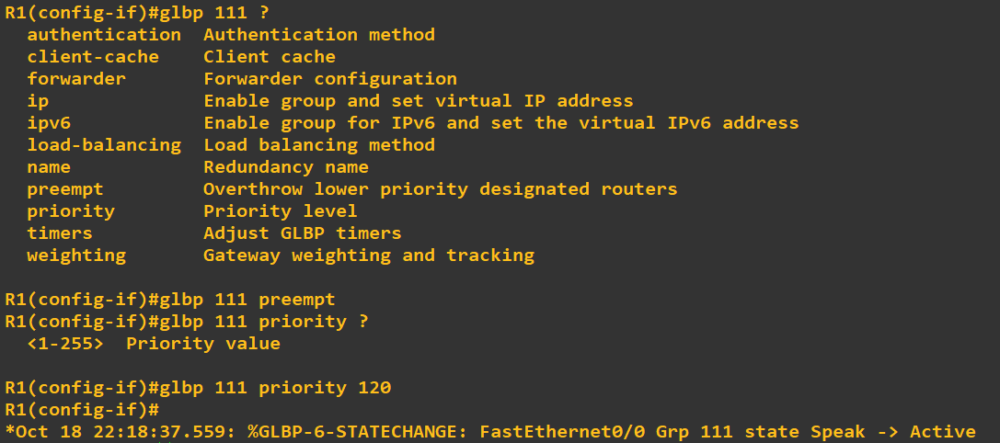 R1(config-if)#glbp 111 ?
  authentication  Authentication method
  client-cache    Client cache
  forwarder       Forwarder configuration
  ip              Enable group and set virtual IP address
  ipv6            Enable group for IPv6 and set the virtual IPv6 address
  load-balancing  Load balancing method
  name            Redundancy name
  preempt         Overthrow lower priority designated routers
  priority        Priority level
  timers          Adjust GLBP timers
  weighting       Gateway weighting and tracking

R1(config-if)#glbp 111 preempt
R1(config-if)#glbp 111 priority ?
  <1-255>  Priority value

R1(config-if)#glbp 111 priority 120
R1(config-if)#
*Oct 18 22:18:37.559: %GLBP-6-STATECHANGE: FastEthernet0/0 Grp 111 state Speak -> Active